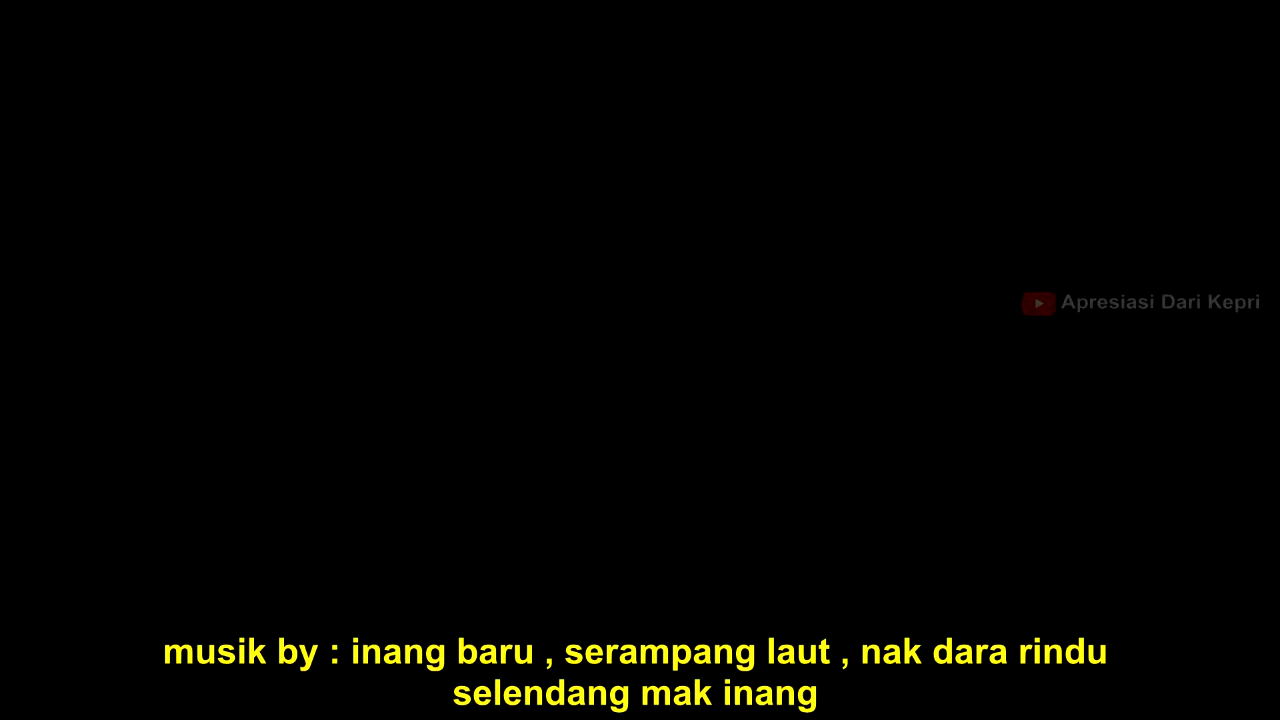 Apresiasi Dari Kepri
musik by : inang baru , serampang laut , nak dara rindu
selendang mak inang